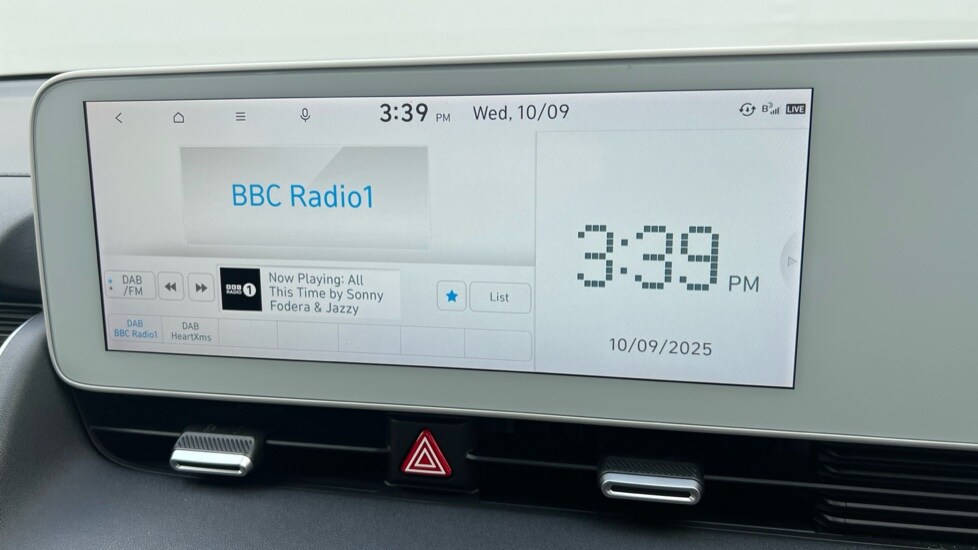 3:39 PM Wed, 10/09
B LIVE
BBC Radio1
3:39 PM
10/09/2025
DAB
/FM
BBC
RADIO 1
Now Playing: All
This Time by Sonny
Fodera & Jazzy
List
DAB
BBC Radio1
DAB
HeartXms